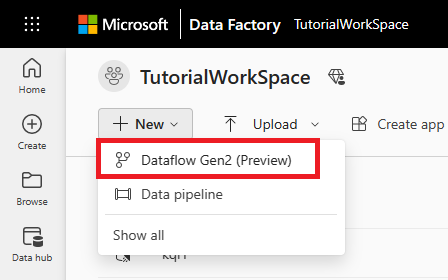 Microsoft Data Factory TutorialWorkSpace
Home
TutorialWorkSpace
New Upload Create app
Create
Dataflow Gen2 (Preview)
Browse
Data pipeline
Data hub
Show all